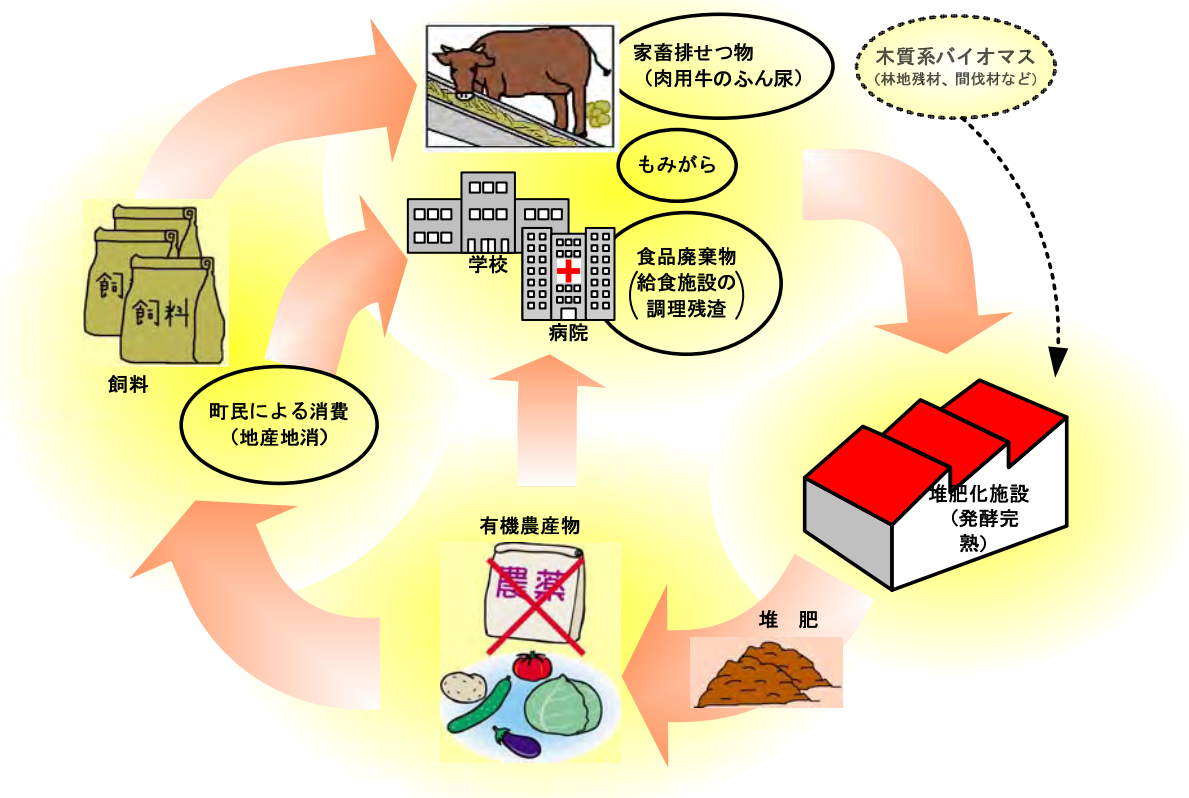 家畜排せつ物
（肉用牛のふん尿）
木質系バイオマス
（林地残材、間伐材など）
もみがら
学校
食品廃棄物
（給食施設の
調理残渣）
病院
飼
飼料
飼料
町民による消費
（地産地消）
堆肥化施設
（発酵完
熟）
有機農産物
農薬
堆　肥